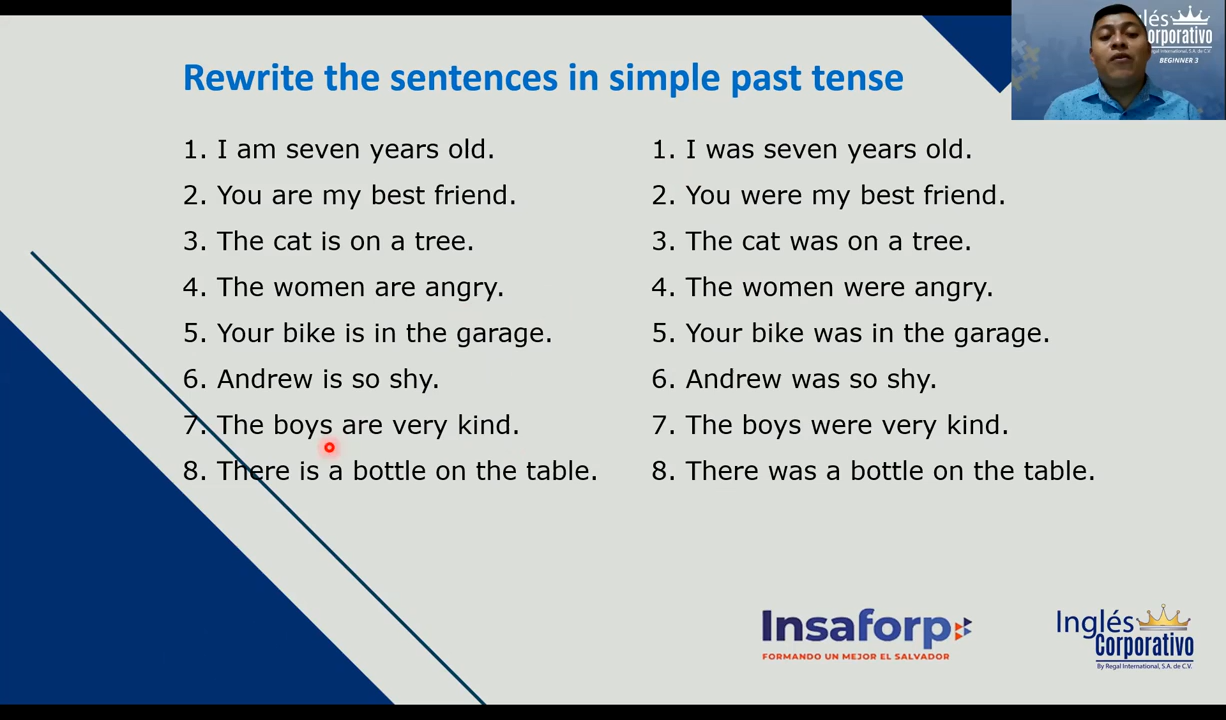 Rewrite the sentences in simple past tense
1. I am seven years old.
2. You are my best friend.
3. The cat is on a tree.
4. The women are angry.
5. Your bike is in the garage.
6. Andrew is so shy.
7. The boys are very kind.
8. There is a bottle on the table.
1. I was seven years old.
2. You were my best friend.
3. The cat was on a tree.
4. The women were angry.
5. Your bike was in the garage.
6. Andrew was so shy.
7. The boys were very kind.
8. There was a bottle on the table.
Insaforp
FORMANDO UN MEJOR EL SALVADOR
Inglés
Corporativo
By Regal International, S.A. de C.V.
BEGINNER 3